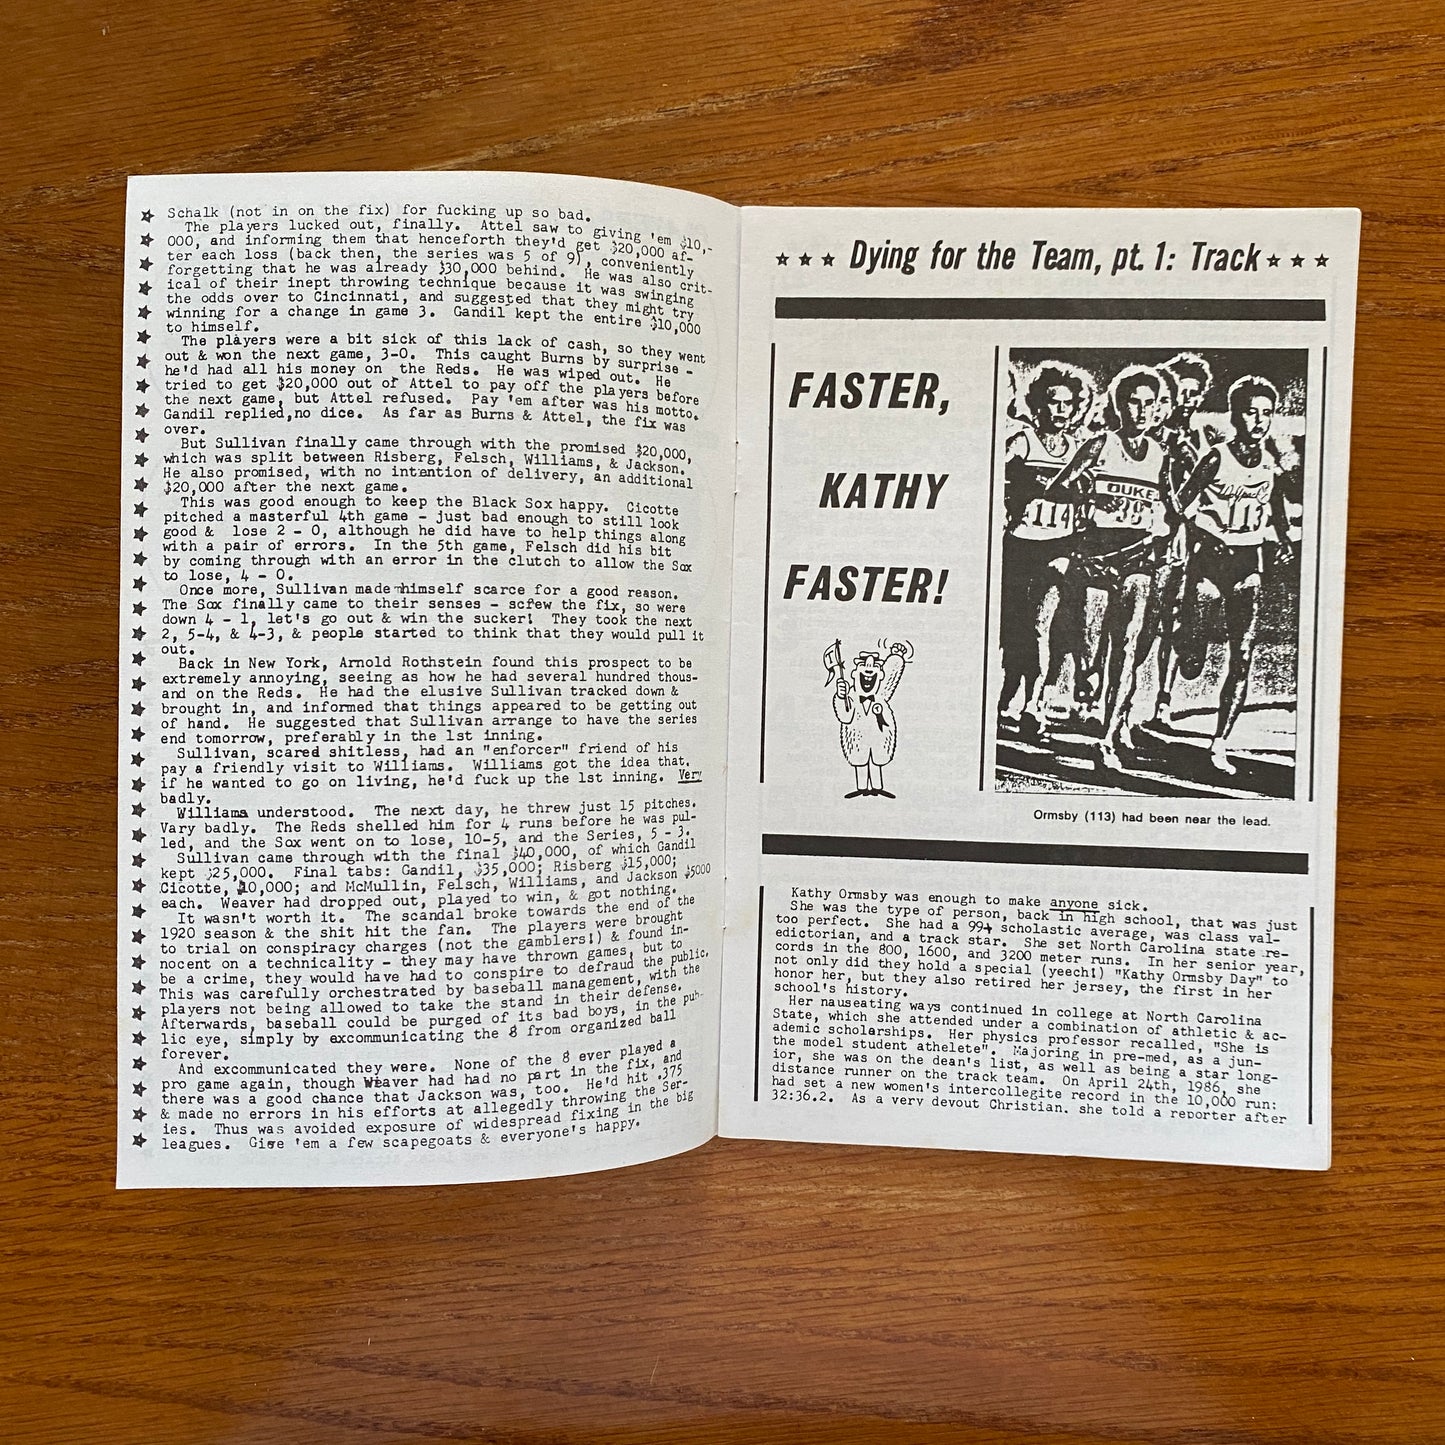 Schalk (not in on the fix) for fucking up so bad.
The players lucked out, finally. Attel saw to giving 'em $10,-
000, and informing them that henceforth they'd get $20,000 af-
ter each loss (back then, the series was 5 of 9), conveniently
forgetting that he was already $30,000 behind. He was also crit-
ical of their inept throwing technique because it was swinging
the odds over to Cincinnati, and suggested that they might try
winning for a change in game 3. Gandil kept the entire $10,000
to himself.
The players were a bit sick of this lack of cash, so they went
out & won the next game, 3-0. This caught Burns by surprise -
he'd had all his money on the Reds. He was wiped out. He
tried to get $20,000 out of Attel to pay off the players before
the next game, but Attel refused. Pay 'em after was his motto.
Gandil replied,no dice. As far as Burns & Attel, the fix was
over.
But Sullivan finally came through with the promised $20,000,
which was split between Risberg, Felsch, Williams, & Jackson.
He also promised, with no intention of delivery, an additional
$20,000 after the next game.
This was good enough to keep the Black Sox happy. Cicotte
pitched a masterful 4th game - just bad enough to still look
good & lose 2 - 0, although he did have to help things along
with a pair of errors. In the 5th game, Felsch did his bit
by coming through with an error in the clutch to allow the Sox
to lose, 4 - 0.
Once more, Sullivan made himself scarce for a good reason.
The Sox finally came to their senses - screw the fix, so were
down 4 - 1, let's go out & win the sucker! They took the next
2, 5-4, & 4-3, & people started to think that they would pull it
out.
Back in New York, Arnold Rothstein found this prospect to be
extremely annoying, seeing as how he had several hundred thous-
and on the Reds. He had the elusive Sullivan tracked down &
brought in, and informed that things appeared to be getting out
of hand. He suggested that Sullivan arrange to have the series
end tomorrow, preferably in the 1st inning.
Sullivan, scared shitless, had an "enforcer" friend of his
pay a friendly visit to Williams. Williams got the idea that.
if he wanted to go on living, he'd fuck up the 1st inning. Very
badly.
Williams understood. The next day, he threw just 15 pitches.
Vary badly. The Reds shelled him for 4 runs before he was pul-
led, and the Sox went on to lose, 10-5, and the Series, 5 - 3.
Sullivan came through with the final $40,000, of which Gandil
kept $25,000. Final tabs: Gandil, $35,000; Risberg $15,000;
Cicotte, $10,000; and McMullin, Felsch, Williams, and Jackson $5000
each. Weaver had dropped out, played to win, & got nothing.
It wasn't worth it. The scandal broke towards the end of the
1920 season & the shit hit the fan. The players were brought
to trial on conspiracy charges (not the gamblers!) & found in-
nocent on a technicality - they may have thrown games, but to
be a crime, they would have had to conspire to defraud the public.
This was carefully orchestrated by baseball management, with the
players not being allowed to take the stand in their defense.
Afterwards, baseball could be purged of its bad boys, in the pub-
lic eye, simply by excommunicating the 8 from organized ball
forever.
And excommunicated they were. None of the 8 ever played a
pro game again, though Weaver had had no part in the fix, and
there was a good chance that Jackson was, too. He'd hit .375
& made no errors in his efforts at allegedly throwing the Ser-
ies. Thus was avoided exposure of widespread fixing in the big
leagues. Give 'em a few scapegoats & everyone's happy.
Dying for the Team, pt. 1: Track
FASTER,
KATHY
FASTER!
114
DUKE
38
113
Ormsby (113) had been near the lead.
Kathy Ormsby was enough to make anyone sick.
She was the type of person, back in high school, that was just
too perfect. She had a 99+ scholastic average, was class val-
edictorian, and a track star. She set North Carolina state re-
cords in the 800, 1600, and 3200 meter runs. In her senior year,
not only did they hold a special (yeech!) "Kathy Ormsby Day" to
honor her, but they also retired her jersey, the first in her
school's history.
Her nauseating ways continued in college at North Carolina
State, which she attended under a combination of athletic & ac-
ademic scholarships. Her physics professor recalled, "She is
the model student athelete". Majoring in pre-med, as a jun-
ior, she was on the dean's list, as well as being a star long-
distance runner on the track team. On April 24th, 1986, she
had set a new women's intercollegite record in the 10,000 run:
32:36.2. As a very devout Christian. she told a reporter after